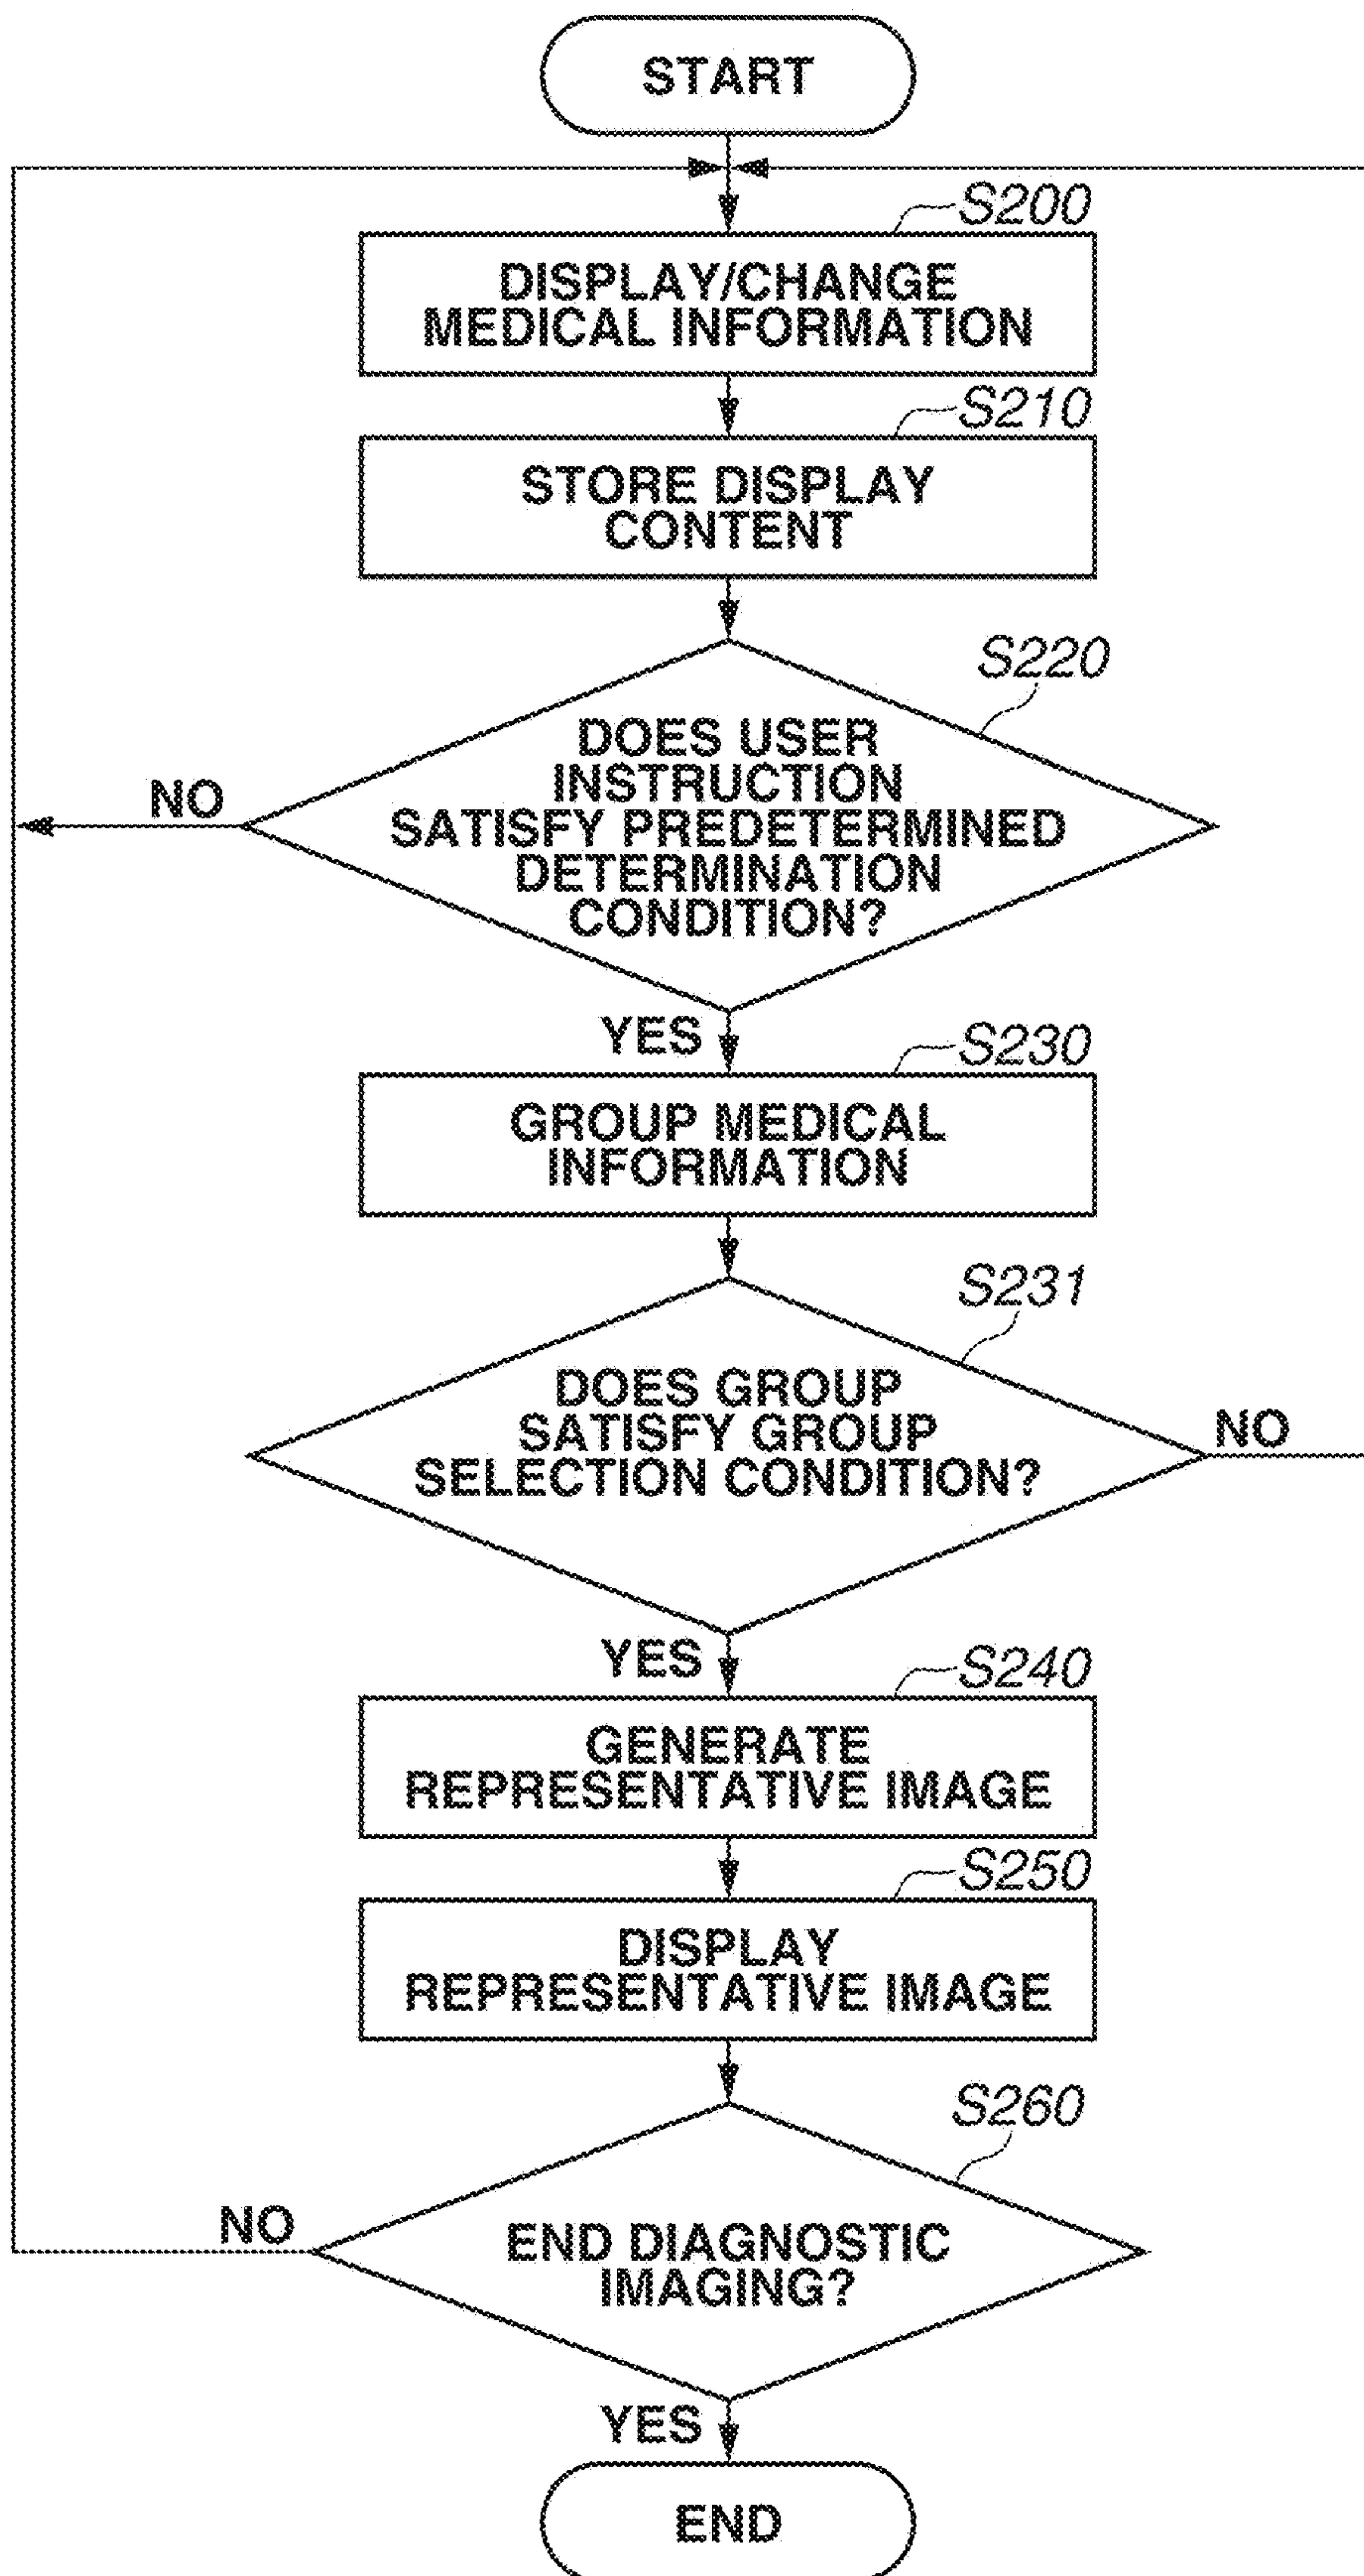 START
S200
DISPLAY/CHANGE
MEDICAL INFORMATION
S210
STORE DISPLAY
CONTENT
S220
DOES USER
INSTRUCTION
SATISFY PREDETERMINED
DETERMINATION
CONDITION?
NO
YES
S230
GROUP MEDICAL
INFORMATION
S231
DOES GROUP
SATISFY GROUP
SELECTION CONDITION?
NO
YES
S240
GENERATE
REPRESENTATIVE IMAGE
S250
DISPLAY
REPRESENTATIVE IMAGE
S260
END DIAGNOSTIC
IMAGING?
NO
YES
END